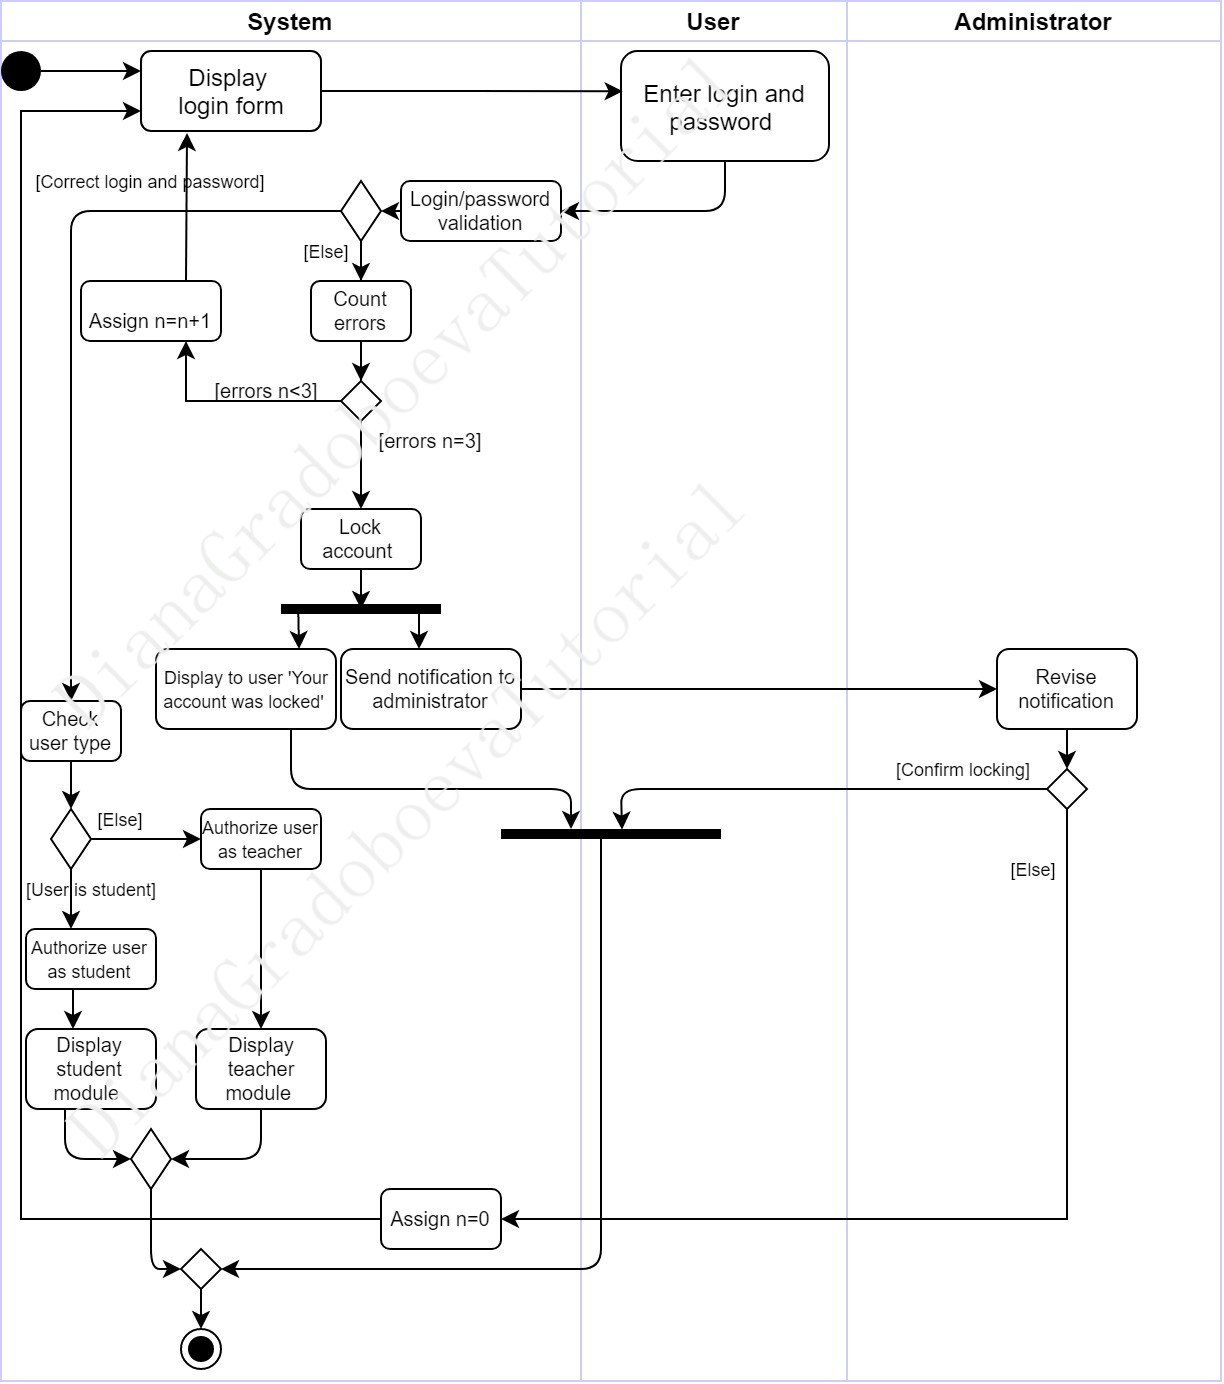 System
User
Administrator
Display
login form
Enter login and
password
[Correct login and password]
Login/password
validation
[Else]
Count
errors
Assign n=n+1
[errors n<3]
[errors n=3]
Lock
account
Display to user 'Your
account was locked'
Send notification to
administrator
Revise
notification
Check
user type
[Confirm locking]
[Else]
Authorize user
as teacher
[Else]
[User is student]
Authorize user
as student
Display
student
module
Display
teacher
module
Assign n=0
DianaGradoboevaTutorial
DianaGradoboevaTutorial